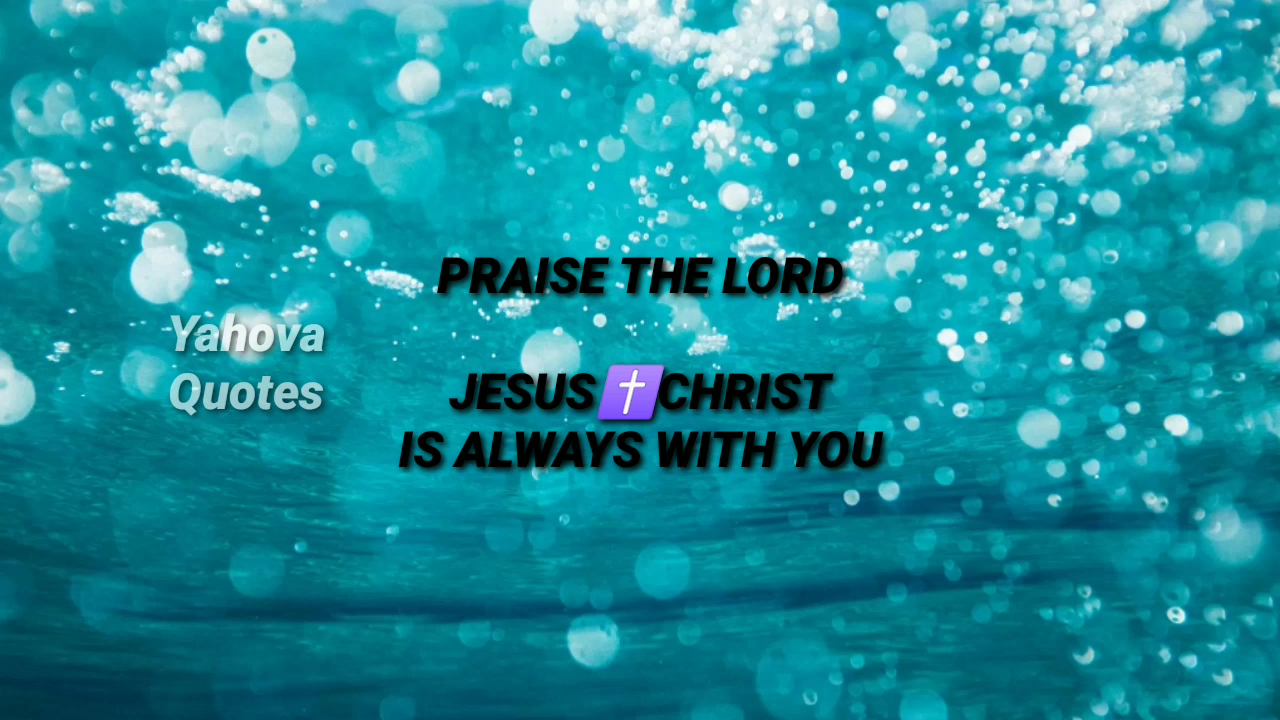 PRAISE THE LORD
Yahova
Quotes
JESUS✝️CHRIST
IS ALWAYS WITH YOU